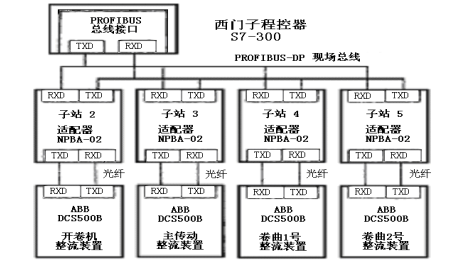 PROFIBUS
总线接口
TXD RXD
西门子程控器
S7-300
PROFIBUS-DP 现场总线
RXD TXD RXD TXD RXD TXD RXD TXD
子站 2 子站 3 子站 4 子站 5
适配器 适配器 适配器 适配器
NPBA-02 NPBA-02 NPBA-02 NPBA-02
TXD RXD TXD RXD TXD RXD TXD RXD
光纤 光纤 光纤 光纤
RXD TXD RXD TXD RXD TXD RXD TXD
ABB ABB ABB ABB
DCS500B DCS500B DCS500B DCS500B
开卷机 主传动 卷曲1号 卷曲2号
整流装置 整流装置 整流装置 整流装置